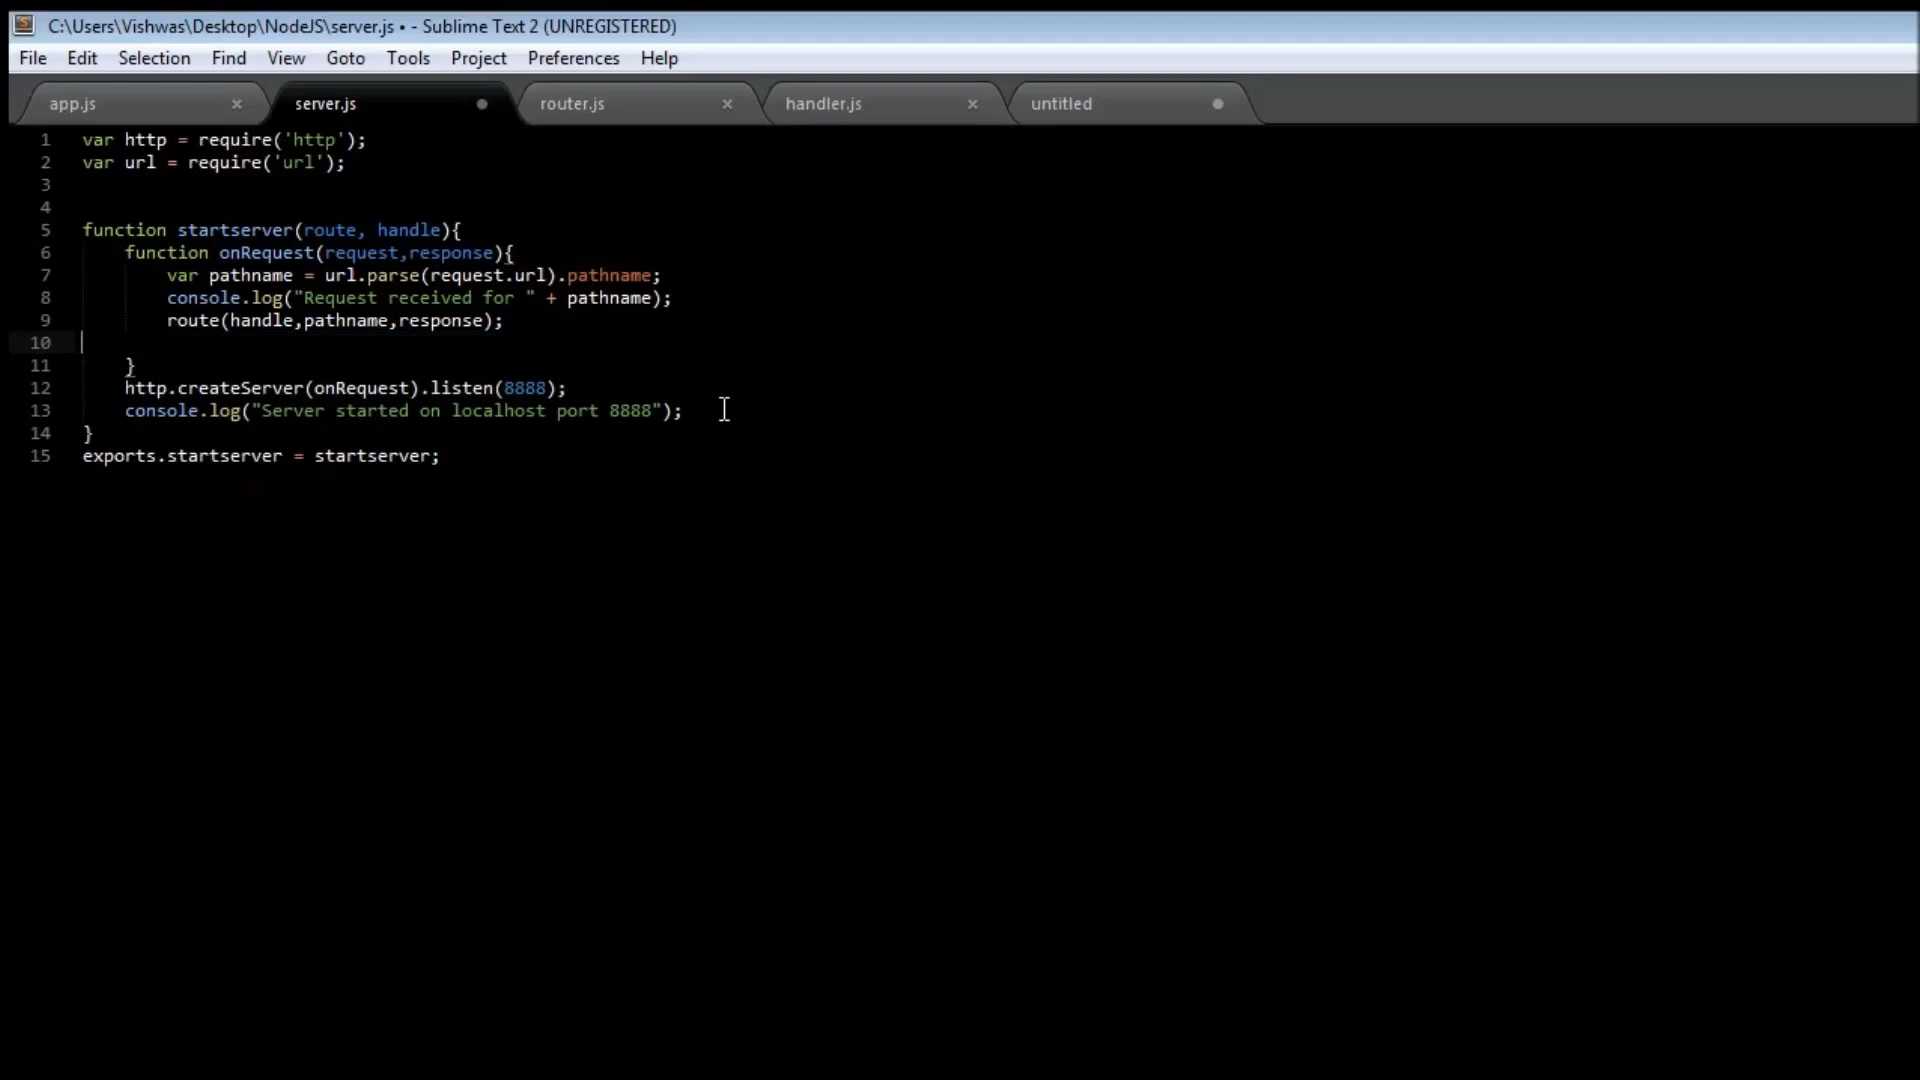 C:\Users\Vishwas\Desktop\NodeJS\server.js • - Sublime Text 2 (UNREGISTERED)
File Edit Selection Find View Goto Tools Project Preferences Help
app.js × server.js router.js × handler.js × untitled
1 var http = require('http');
2 var url = require('url');
3
4
5 function startserver(route, handle){
6     function onRequest(request,response){
7         var pathname = url.parse(request.url).pathname;
8         console.log("Request received for " + pathname);
9         route(handle,pathname,response);
10
11     }
12     http.createServer(onRequest).listen(8888);
13     console.log("Server started on localhost port 8888");
14 }
15 exports.startserver = startserver;